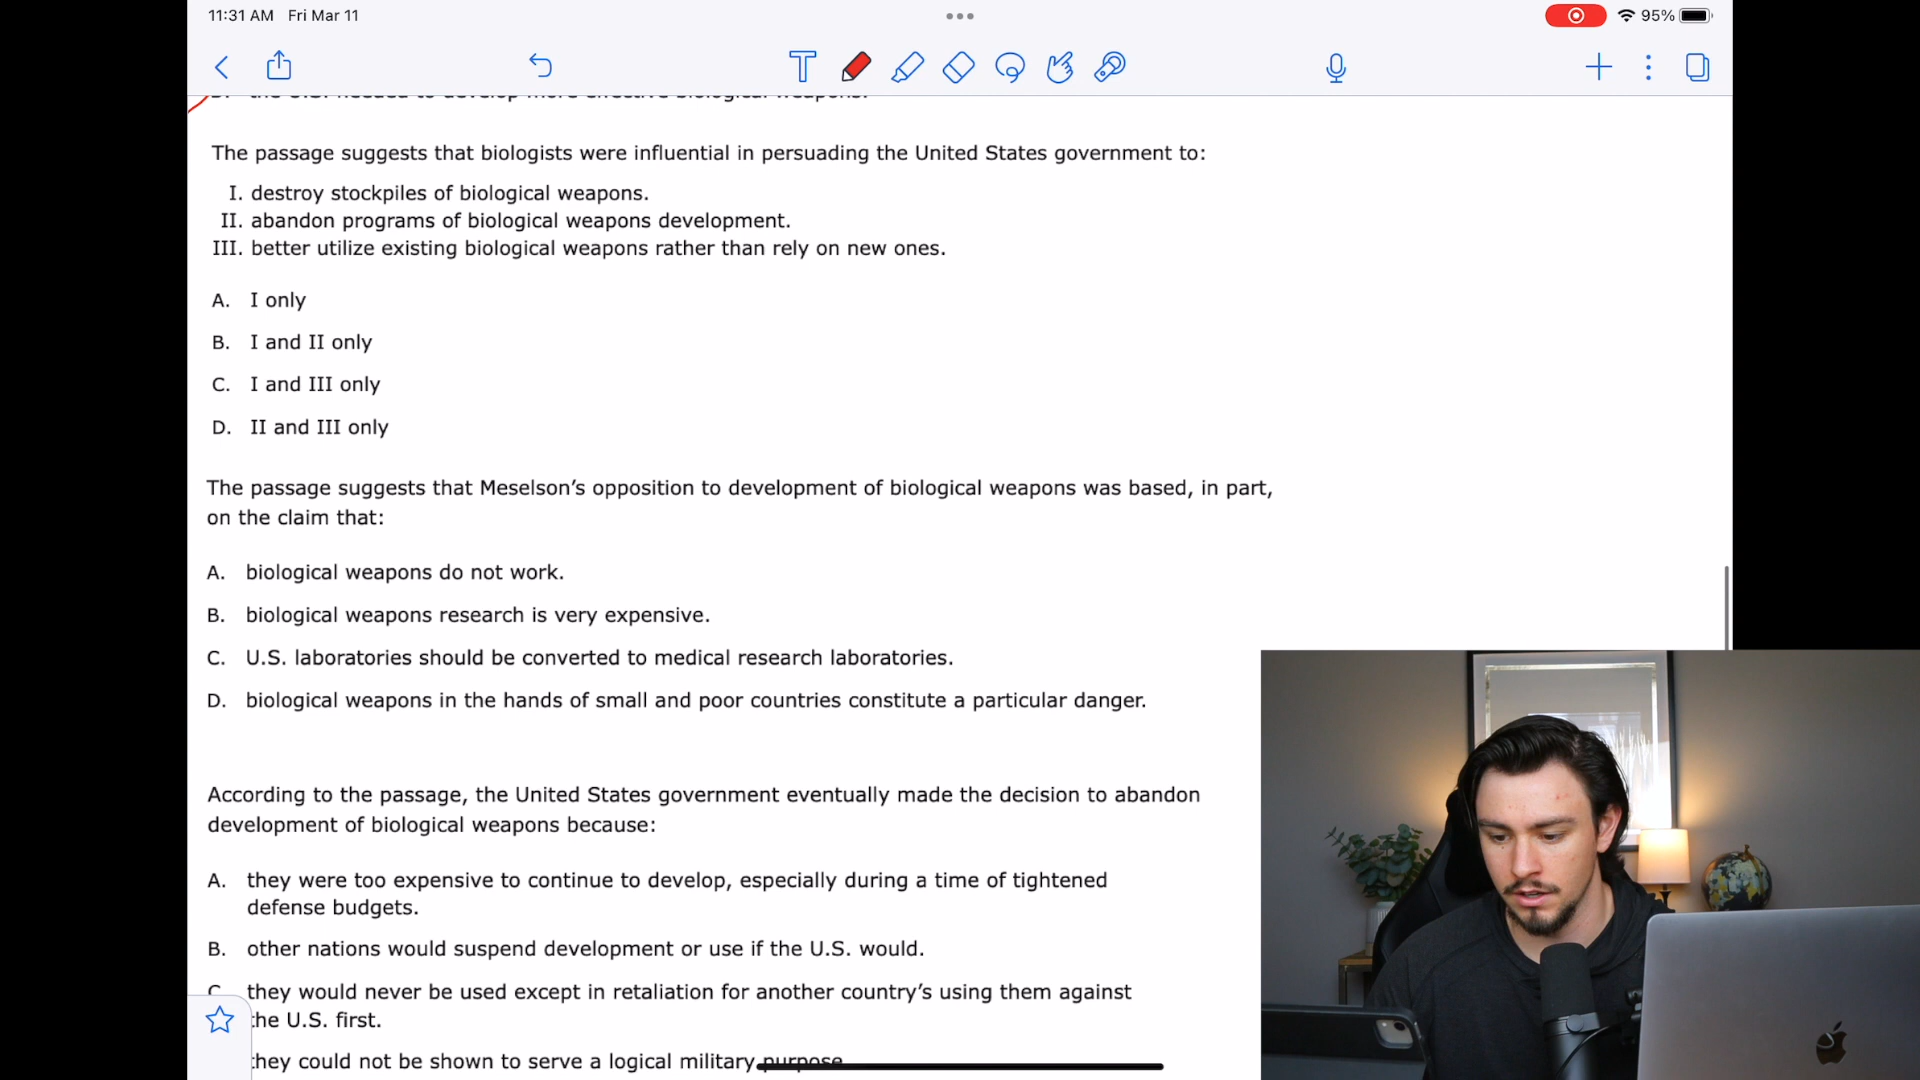 11:31 AM Fri Mar 11
95%
the U.S. needed to develop more effective biological weapons.
The passage suggests that biologists were influential in persuading the United States government to:
I. destroy stockpiles of biological weapons.
II. abandon programs of biological weapons development.
III. better utilize existing biological weapons rather than rely on new ones.
A. I only
B. I and II only
C. I and III only
D. II and III only
The passage suggests that Meselson’s opposition to development of biological weapons was based, in part,
on the claim that:
A. biological weapons do not work.
B. biological weapons research is very expensive.
C. U.S. laboratories should be converted to medical research laboratories.
D. biological weapons in the hands of small and poor countries constitute a particular danger.
According to the passage, the United States government eventually made the decision to abandon
development of biological weapons because:
A. they were too expensive to continue to develop, especially during a time of tightened
defense budgets.
B. other nations would suspend development or use if the U.S. would.
C. they would never be used except in retaliation for another country’s using them against
the U.S. first.
they could not be shown to serve a logical military purpose